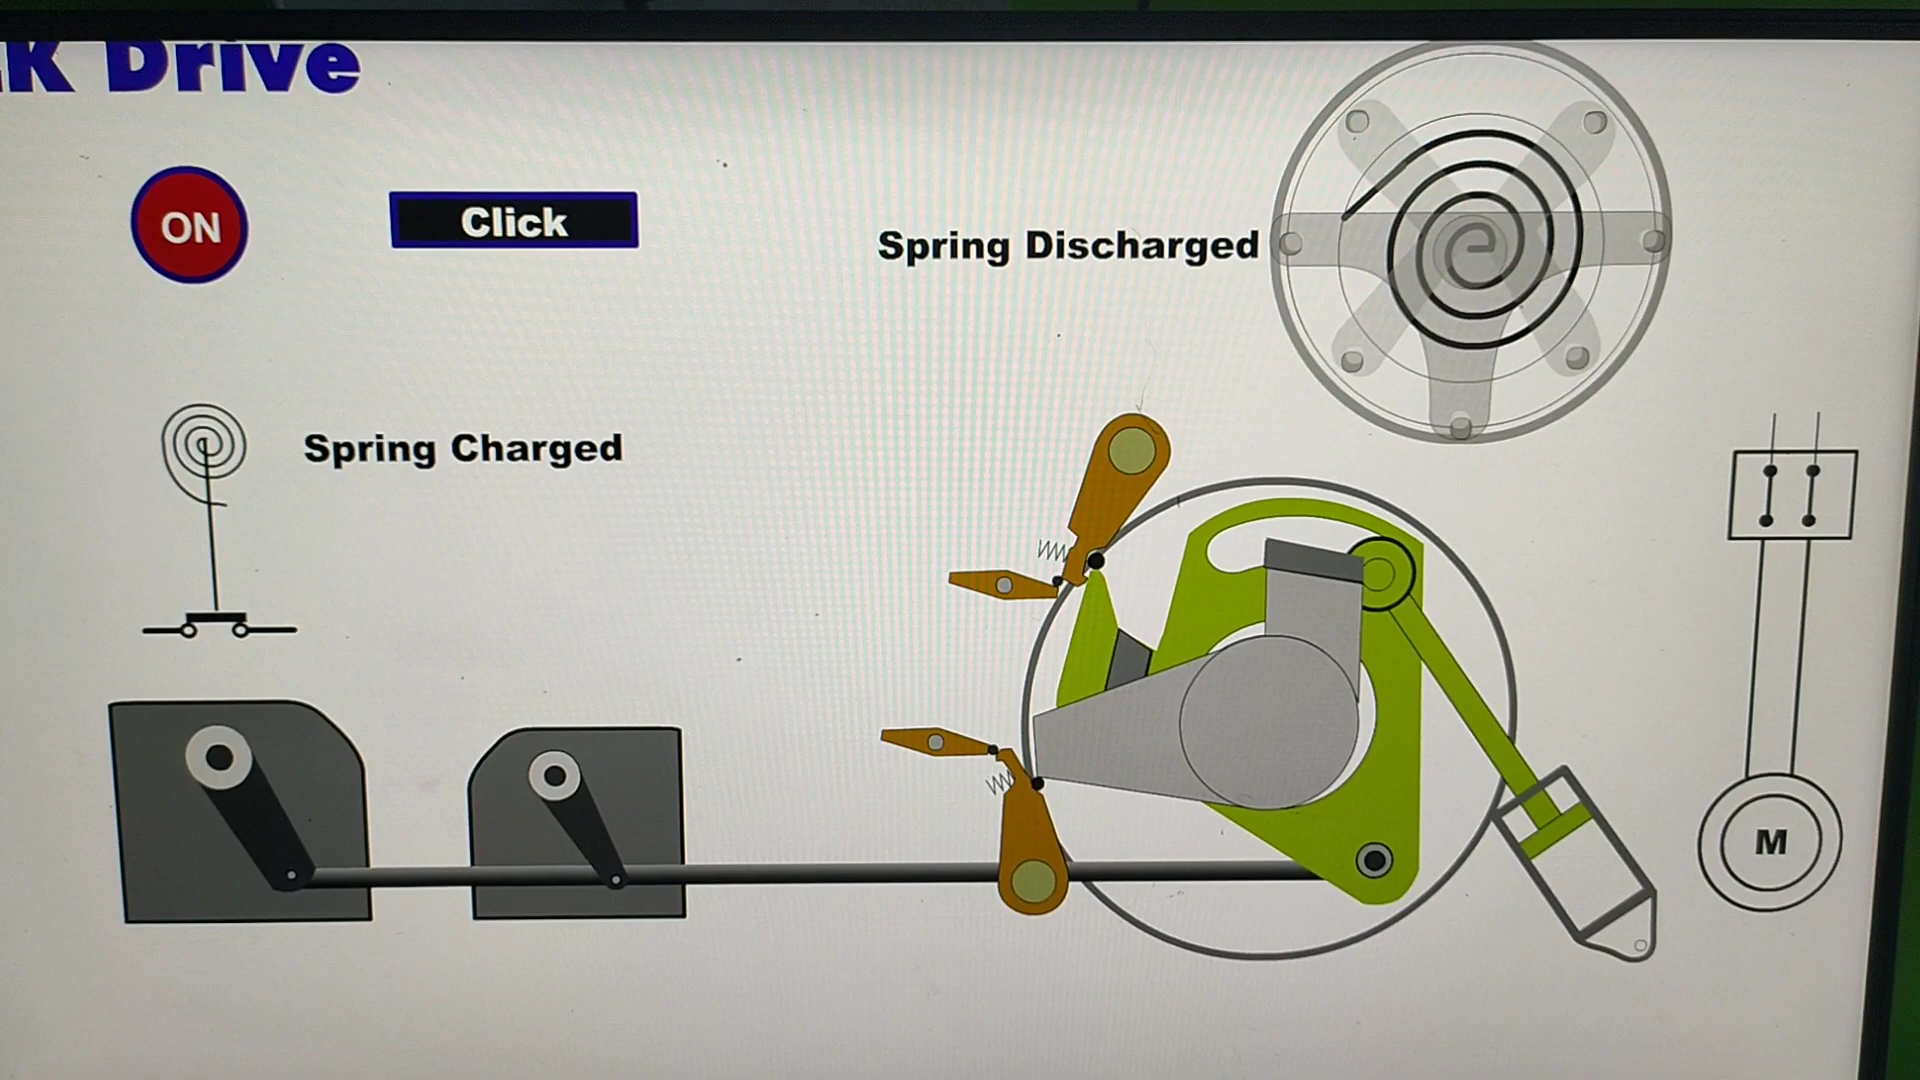 Drive
ON
Click
Spring Discharged
Spring Charged
M